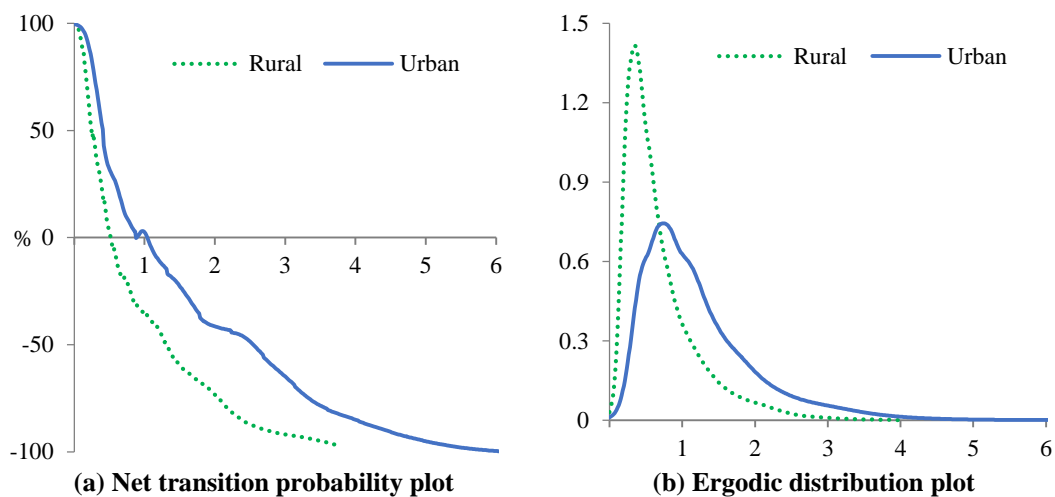 100
50
% 0
-50
-100
1 2 3 4 5 6
Rural Urban
(a) Net transition probability plot
1.5
1.2
0.9
0.6
0.3
0
1 2 3 4 5 6
Rural Urban
(b) Ergodic distribution plot